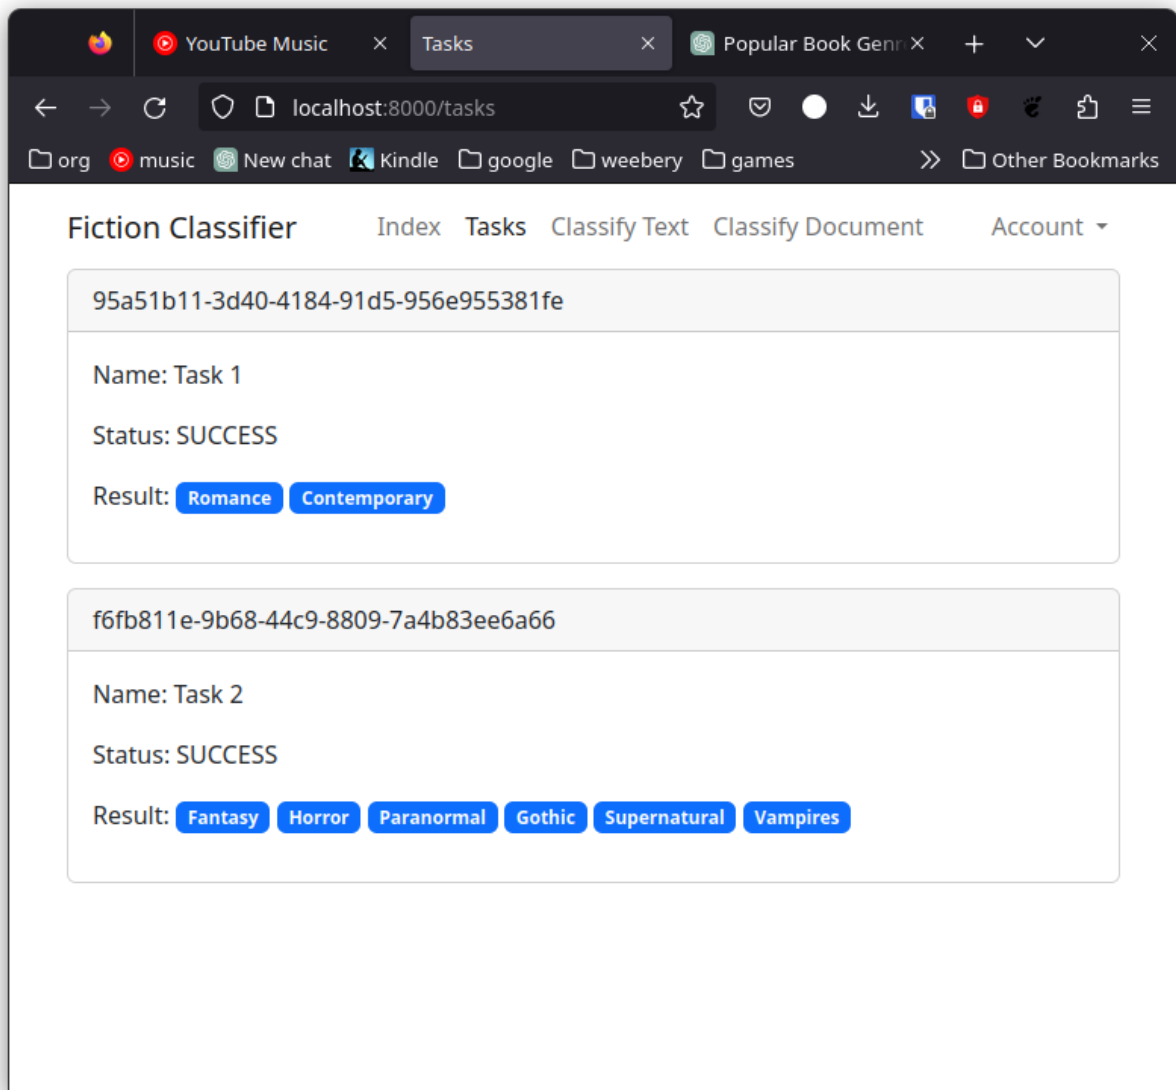 YouTube Music
Tasks
Popular Book Genr
localhost:8000/tasks
org music New chat Kindle google weebery games Other Bookmarks
Fiction Classifier Index Tasks Classify Text Classify Document Account
95a51b11-3d40-4184-91d5-956e955381fe
Name: Task 1
Status: SUCCESS
Result: Romance Contemporary
f6fb811e-9b68-44c9-8809-7a4b83ee6a66
Name: Task 2
Status: SUCCESS
Result: Fantasy Horror Paranormal Gothic Supernatural Vampires